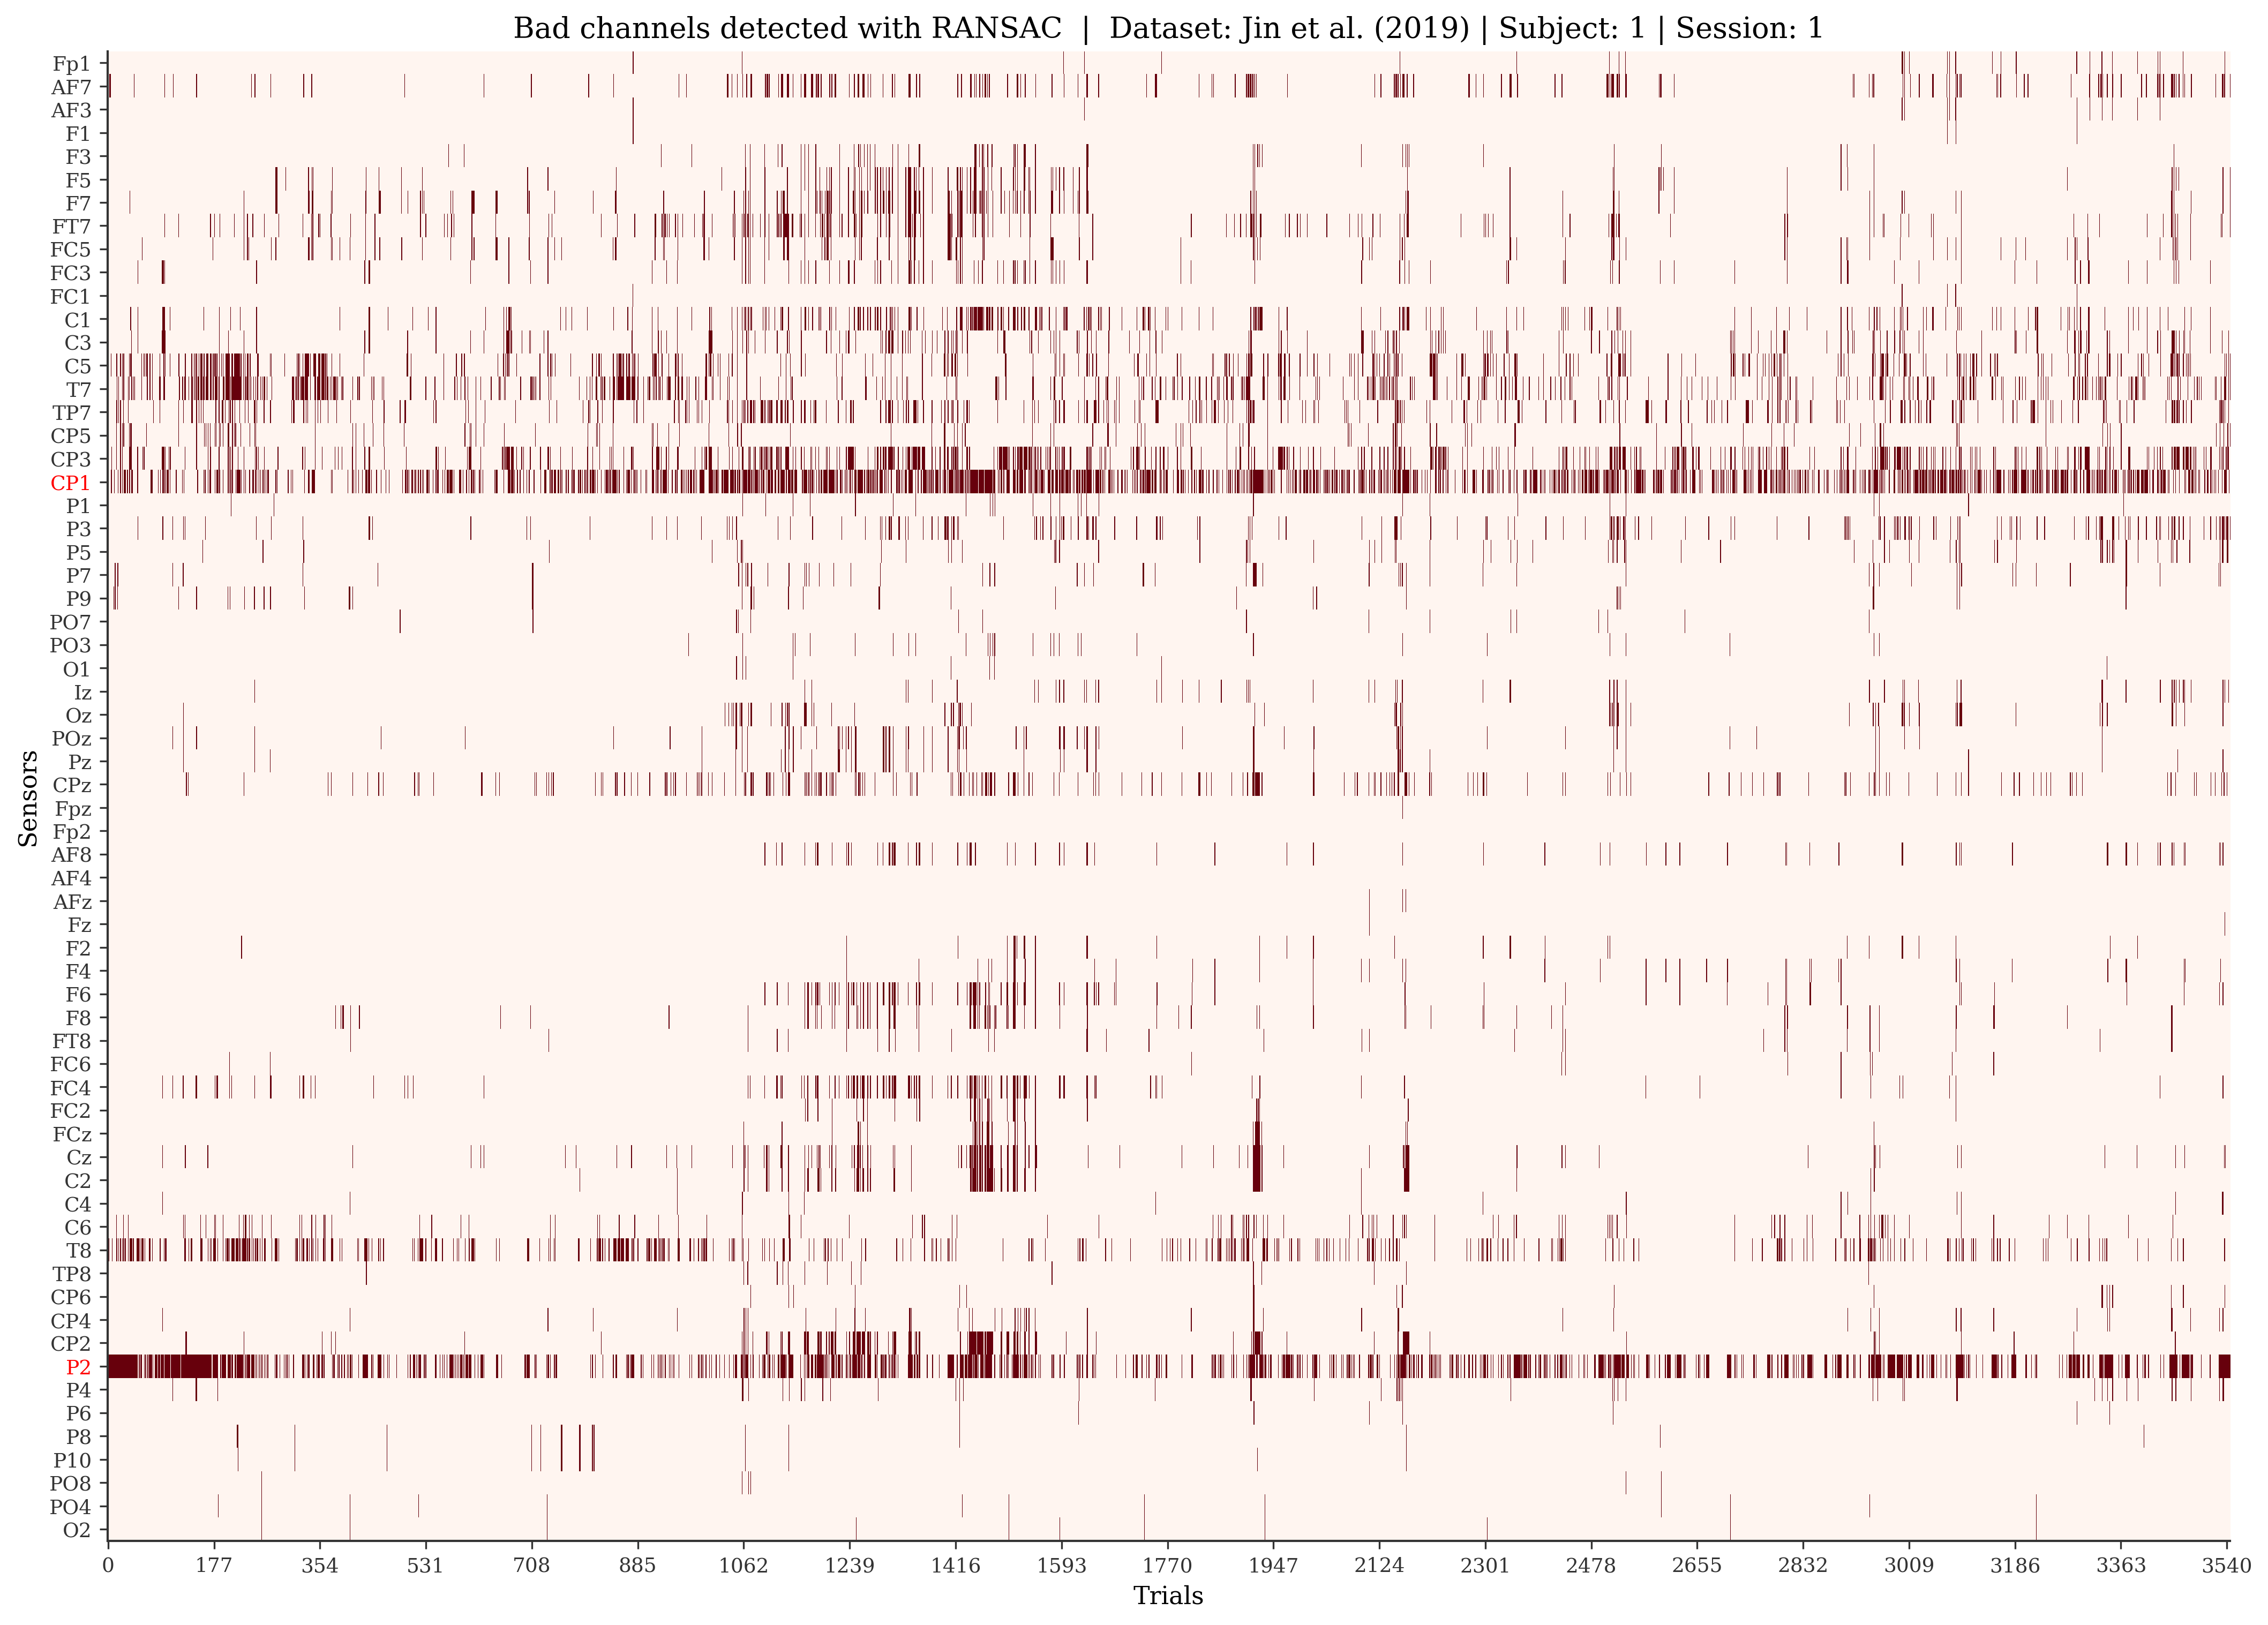 Bad channels detected with RANSAC | Dataset: Jin et al. (2019) | Subject: 1 | Session: 1
Sensors
Fp1
AF7
AF3
F1
F3
F5
F7
FT7
FC5
FC3
FC1
C1
C3
C5
T7
TP7
CP5
CP3
CP1
P1
P3
P5
P7
P9
PO7
PO3
O1
Iz
Oz
POz
Pz
CPz
Fpz
Fp2
AF8
AF4
AFz
Fz
F2
F4
F6
F8
FT8
FC6
FC4
FC2
FCz
Cz
C2
C4
C6
T8
TP8
CP6
CP4
CP2
P2
P4
P6
P8
P10
PO8
PO4
O2
0 177 354 531 708 885 1062 1239 1416 1593 1770 1947 2124 2301 2478 2655 2832 3009 3186 3363 3540
Trials